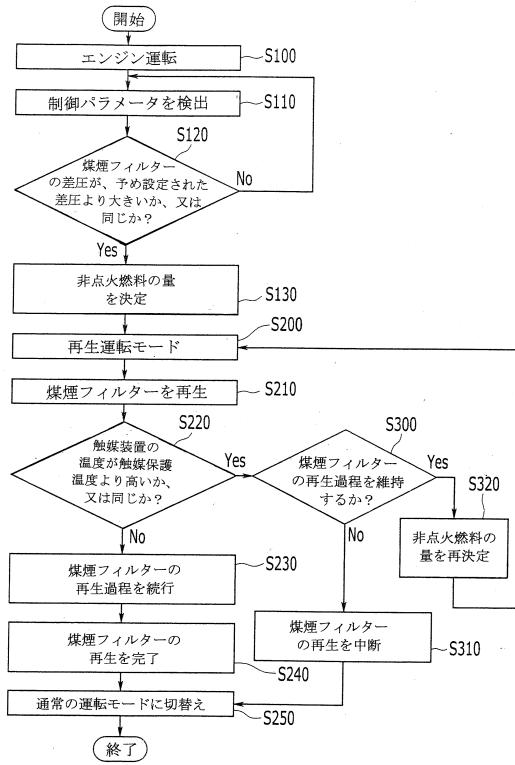 開始
エンジン運転
S100
制御パラメータを検出
S110
S120
煤煙フィルター
の差圧が、予め設定された
差圧より大きいか、又は
同じか？
No
Yes
非点火燃料の量
を決定
S130
S200
再生運転モード
煤煙フィルターを再生
S210
S220
触媒装置の
温度が触媒保護
温度より高いか、
又は同じか？
Yes
No
S300
煤煙フィルター
の再生過程を維持
するか？
Yes
No
S320
非点火燃料の
量を再決定
煤煙フィルターの
再生過程を続行
S230
煤煙フィルター
の再生を中断
S310
煤煙フィルターの
再生を完了
S240
通常の運転モードに切替え
S250
終了